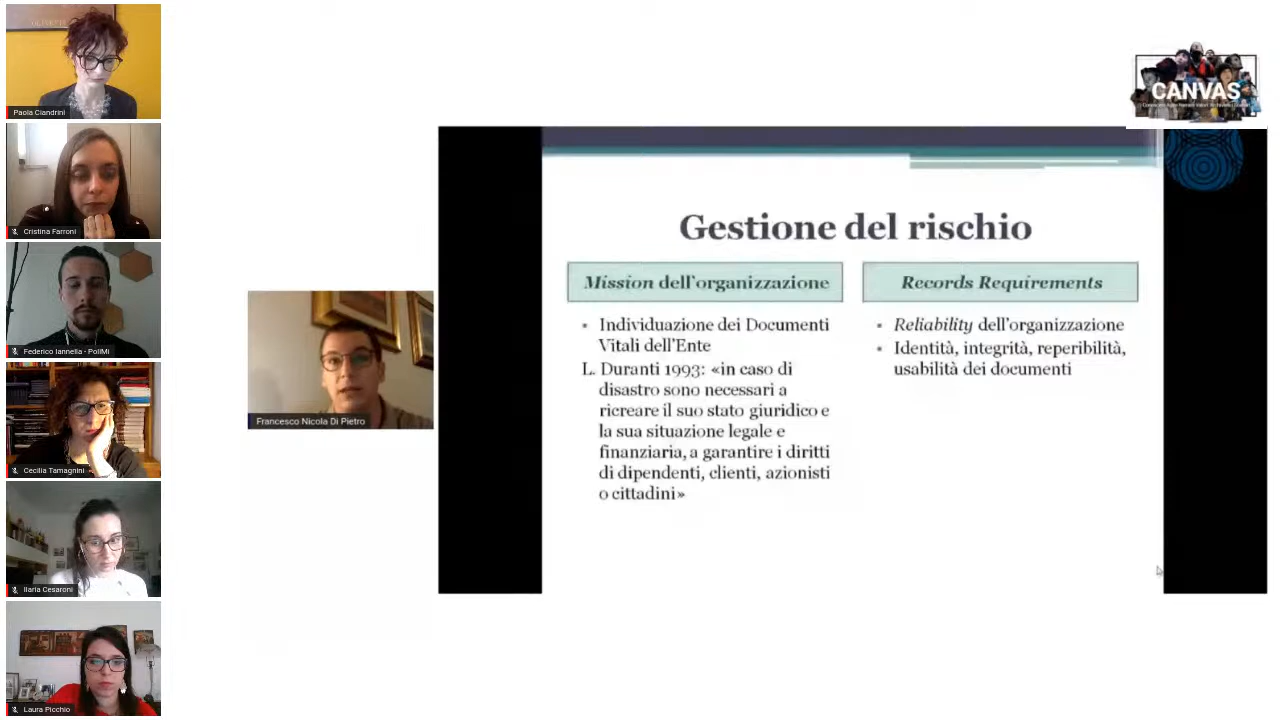 Paola Ciandrini
Cristina Farroni
Federico Iannella - PoliMi
Cecilia Tamagnini
Ilaria Cesaroni
Laura Picchio
Francesco Nicola Di Pietro
CANVAS
Gestione del rischio
Mission dell'organizzazione
▪ Individuazione dei Documenti
Vitali dell'Ente
L. Duranti 1993: «in caso di
disastro sono necessari a
ricreare il suo stato giuridico e
la sua situazione legale e
finanziaria, a garantire i diritti
di dipendenti, clienti, azionisti
o cittadini»
Records Requirements
▪ Reliability dell'organizzazione
▪ Identità, integrità, reperibilità,
usabilità dei documenti